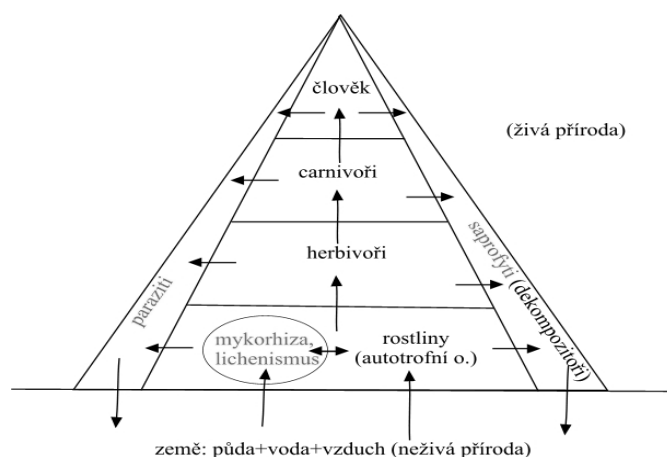 člověk
(živá příroda)
carnivoři
herbivoři
paraziti
saprofyti (dekompozitoři)
mykorhiza,
lichenismus
rostliny
(autotrofní o.)
země: půda+voda+vzduch (neživá příroda)